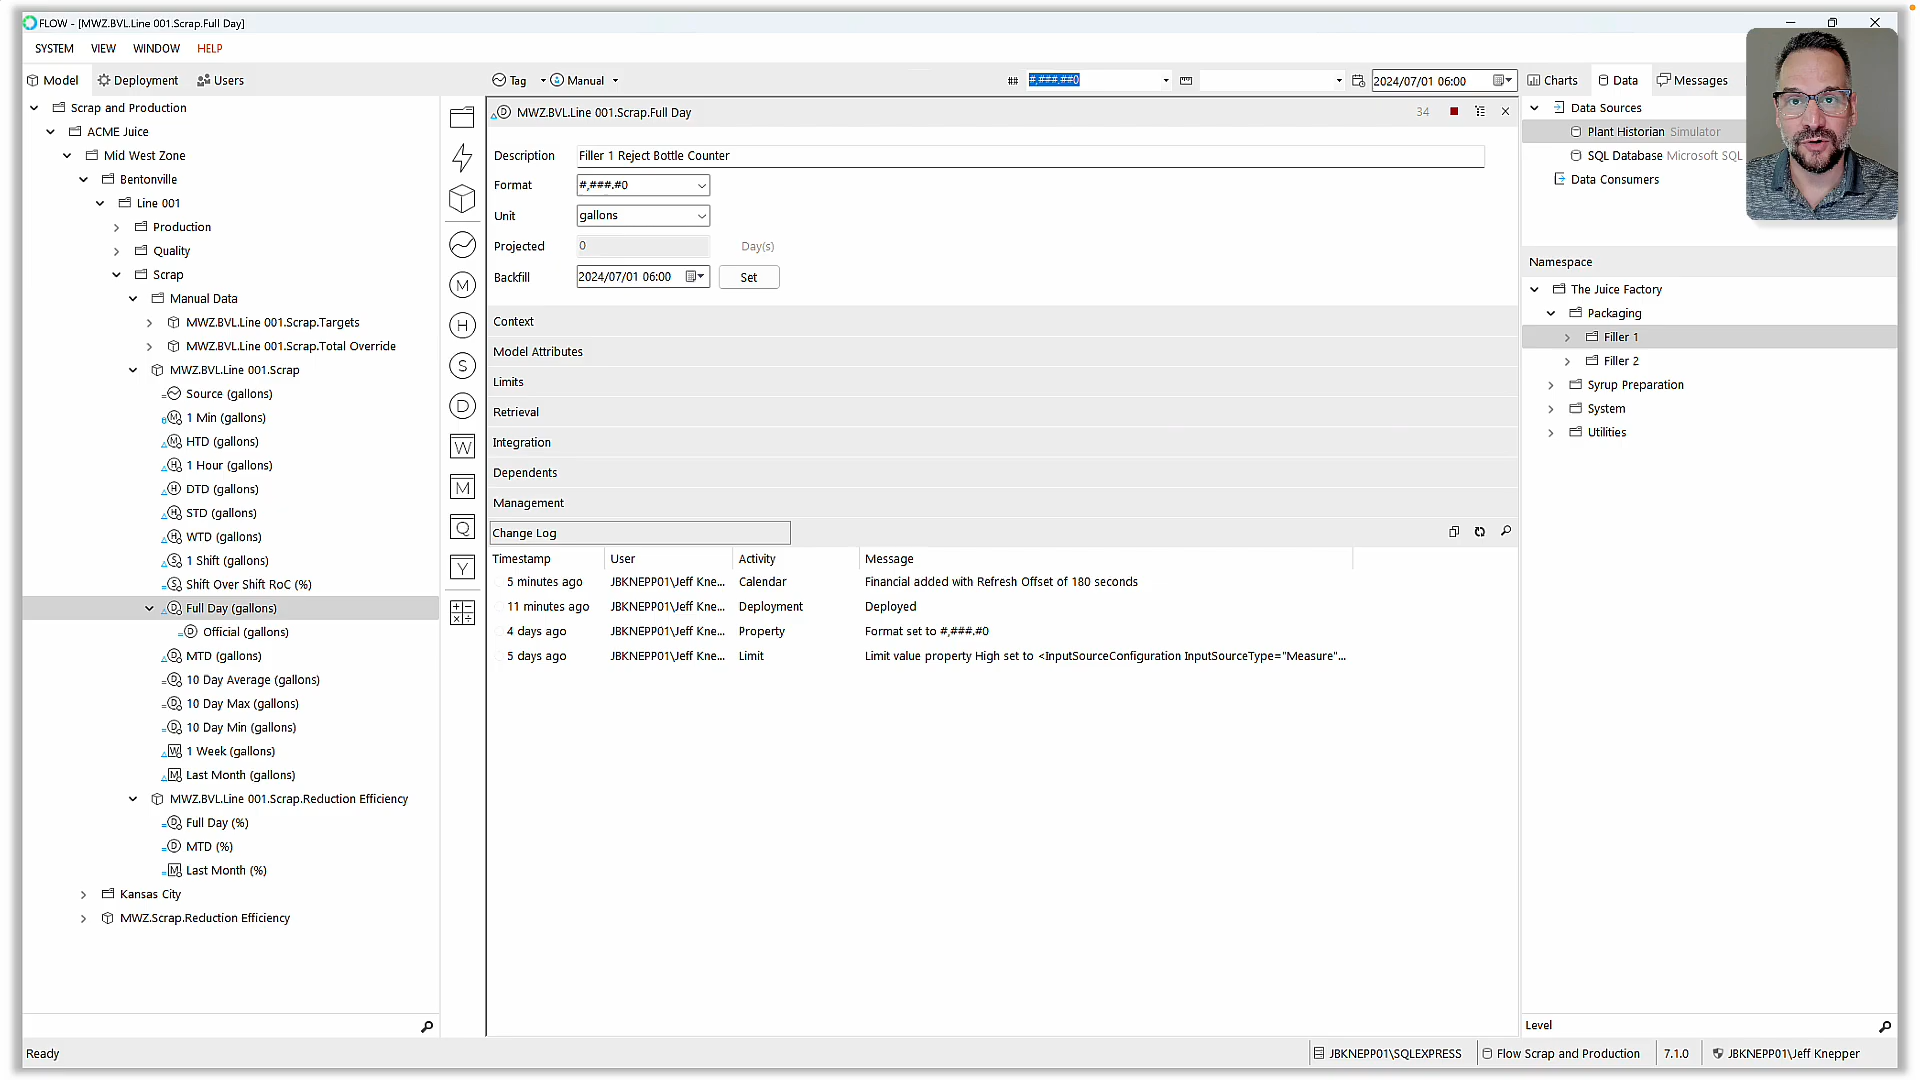 FLOW - [MWZ.BVL.Line 001.Scrap.Full Day]
SYSTEM VIEW WINDOW HELP
Model Deployment Users
Tag Manual
## #,###.##0 2024/07/01 06:00
Charts Data Messages
Scrap and Production
ACME Juice
Mid West Zone
Bentonville
Line 001
Production
Quality
Scrap
Manual Data
MWZ.BVL.Line 001.Scrap.Targets
MWZ.BVL.Line 001.Scrap.Total Override
MWZ.BVL.Line 001.Scrap
Source (gallons)
1 Min (gallons)
HTD (gallons)
1 Hour (gallons)
DTD (gallons)
STD (gallons)
WTD (gallons)
1 Shift (gallons)
Shift Over Shift RoC (%)
Full Day (gallons)
Official (gallons)
MTD (gallons)
10 Day Average (gallons)
10 Day Max (gallons)
10 Day Min (gallons)
1 Week (gallons)
Last Month (gallons)
MWZ.BVL.Line 001.Scrap.Reduction Efficiency
Full Day (%)
MTD (%)
Last Month (%)
Kansas City
MWZ.Scrap.Reduction Efficiency
M
H
S
D
W
M
Q
Y
MWZ.BVL.Line 001.Scrap.Full Day 34
Description Filler 1 Reject Bottle Counter
Format #,###.#0
Unit gallons
Projected 0 Day(s)
Backfill 2024/07/01 06:00 Set
Context
Model Attributes
Limits
Retrieval
Integration
Dependents
Management
Change Log
Timestamp User Activity Message
5 minutes ago JBKNEPP01\Jeff Kne... Calendar Financial added with Refresh Offset of 180 seconds
11 minutes ago JBKNEPP01\Jeff Kne... Deployment Deployed
4 days ago JBKNEPP01\Jeff Kne... Property Format set to #,###.#0
5 days ago JBKNEPP01\Jeff Kne... Limit Limit value property High set to <InputSourceConfiguration InputSourceType="Measure"...
Data Sources
Plant Historian Simulator
SQL Database Microsoft SQL
Data Consumers
Namespace
The Juice Factory
Packaging
Filler 1
Filler 2
Syrup Preparation
System
Utilities
Level
Ready
JBKNEPP01\SQLEXPRESS Flow Scrap and Production 7.1.0 JBKNEPP01\Jeff Knepper